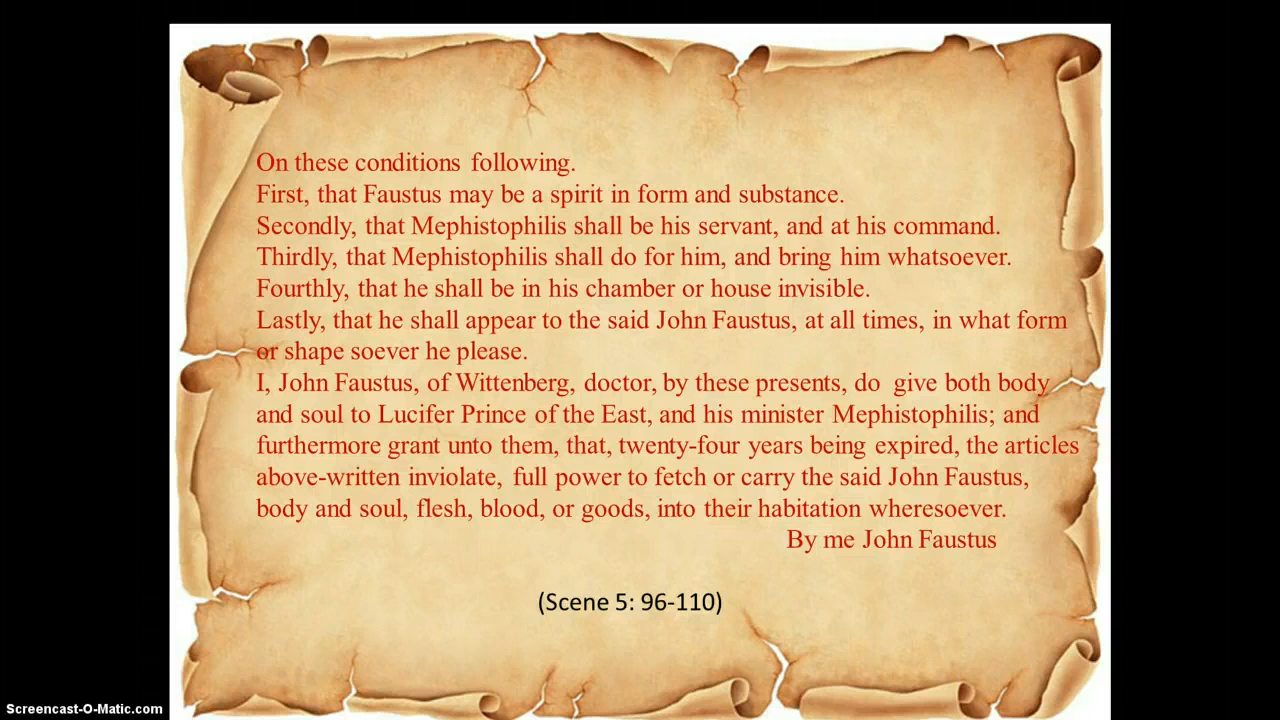 On these conditions following.
First, that Faustus may be a spirit in form and substance.
Secondly, that Mephistophilis shall be his servant, and at his command.
Thirdly, that Mephistophilis shall do for him, and bring him whatsoever.
Fourthly, that he shall be in his chamber or house invisible.
Lastly, that he shall appear to the said John Faustus, at all times, in what form
or shape soever he please.
I, John Faustus, of Wittenberg, doctor, by these presents, do give both body
and soul to Lucifer Prince of the East, and his minister Mephistophilis; and
furthermore grant unto them, that, twenty-four years being expired, the articles
above-written inviolate, full power to fetch or carry the said John Faustus,
body and soul, flesh, blood, or goods, into their habitation wheresoever.
By me John Faustus
(Scene 5: 96-110)
Screencast-O-Matic.com